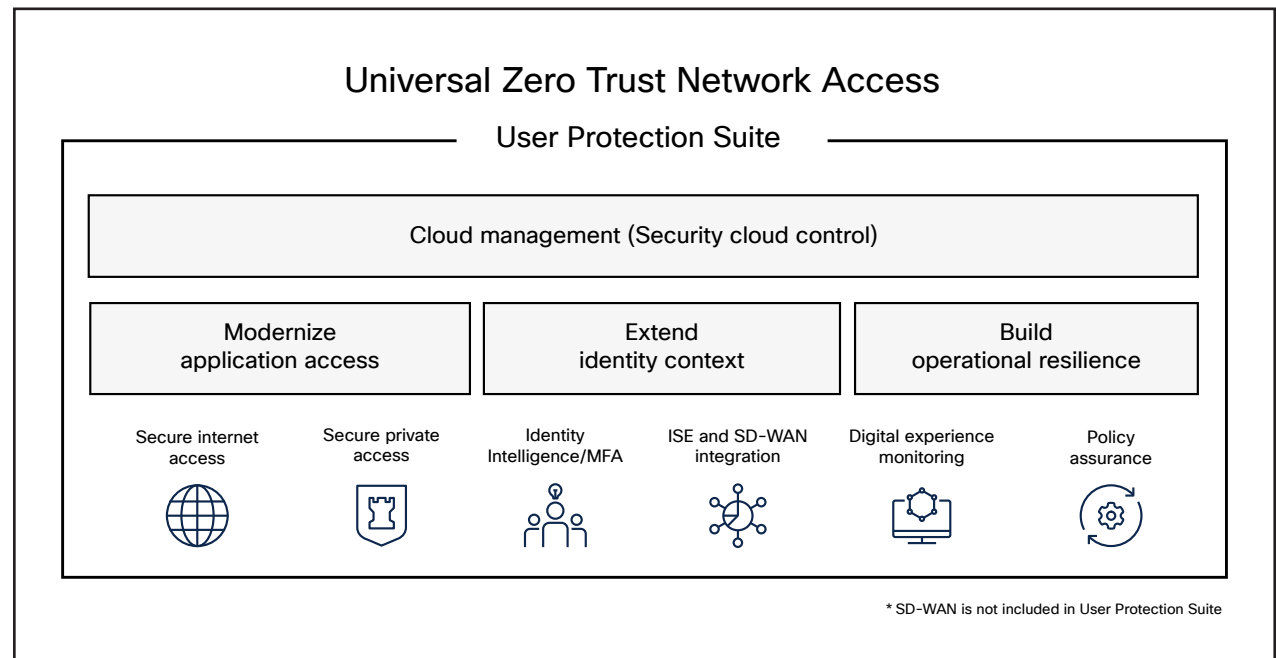 Universal Zero Trust Network Access
User Protection Suite
Cloud management (Security cloud control)
Modernize
application access
Extend
identity context
Build
operational resilience
Secure internet
access
Secure private
access
Identity
Intelligence/MFA
ISE and SD-WAN
integration
Digital experience
monitoring
Policy
assurance
* SD-WAN is not included in User Protection Suite